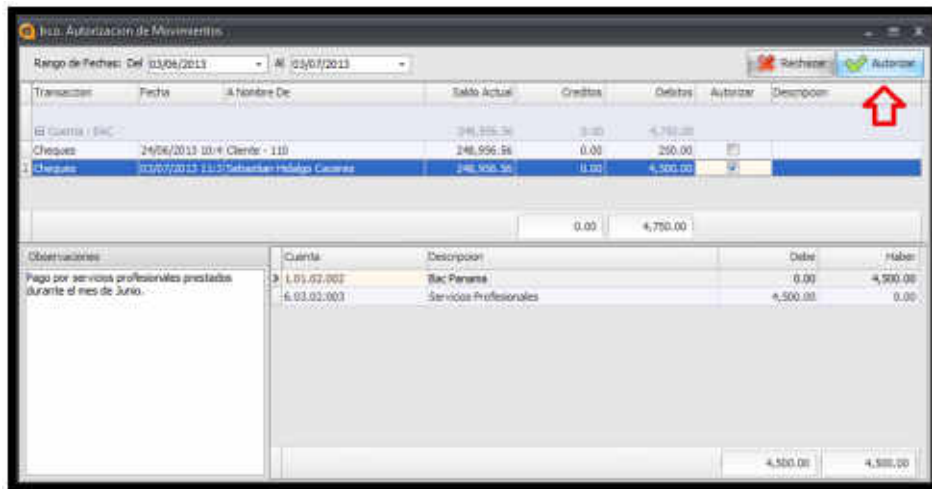 bco. Autorizacion de Movimientos
Rango de Fechas: Del 03/06/2013 Al 03/07/2013 Rechazar Autorizar
Transaccion Fecha A Nombre De Saldo Actual Creditos Debitos Autorizar Descripcion
Cuenta : BAC 248,956.56 0.00 4,750.00
Cheques 24/06/2013 10:4 Cliente - 110 248,956.56 0.00 250.00
Cheques 03/07/2013 11:3 Sebastian Hidalgo Caceres 248,956.56 0.00 4,500.00
0.00 4,750.00
Observaciones Cuenta Descripcion Debe Haber
Pago por servicios profesionales prestados 1.01.02.002 Bac Panama 0.00 4,500.00
durante el mes de Junio. 6.03.02.003 Servicios Profesionales 4,500.00 0.00
4,500.00 4,500.00